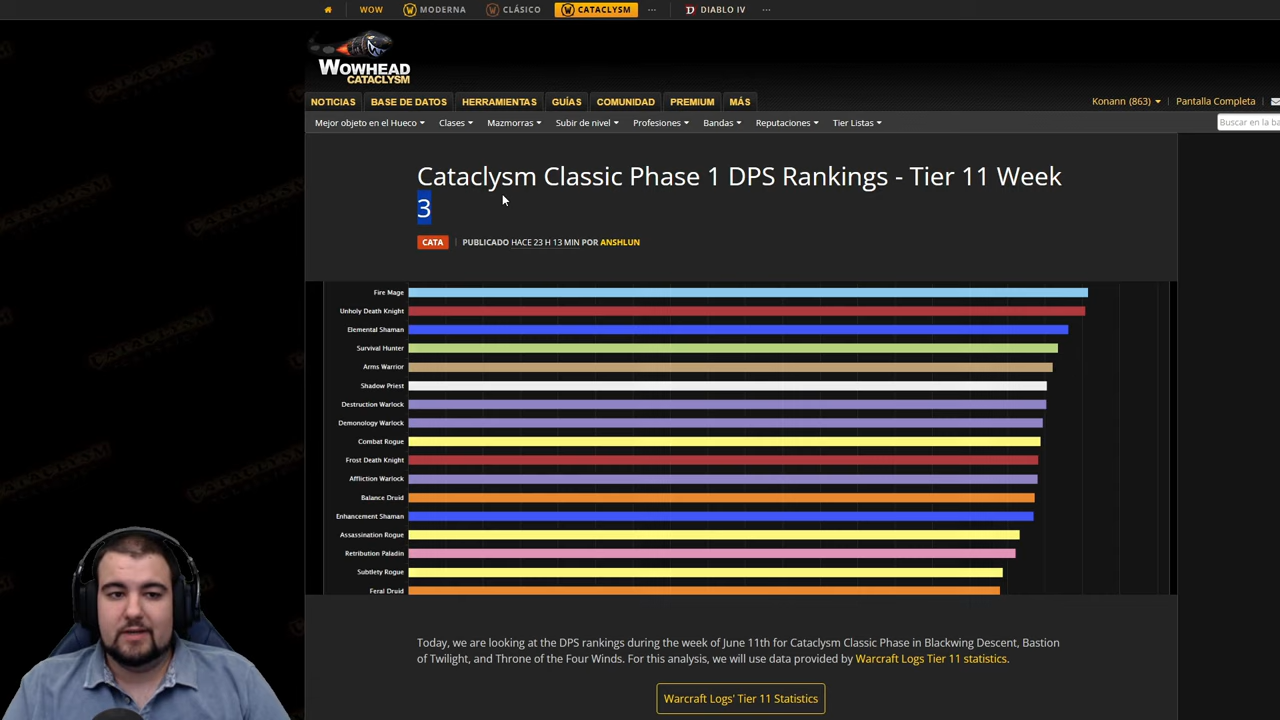 WOW
MODERNA
CLÁSICO
CATACLYSM
···
DIABLO IV
···
WOWHEAD
CATACLYSM
NOTICIAS
BASE DE DATOS
HERRAMIENTAS
GUÍAS
COMUNIDAD
PREMIUM
MÁS
Konann (863)
Pantalla Completa
Mejor objeto en el Hueco
Clases
Mazmorras
Subir de nivel
Profesiones
Bandas
Reputaciones
Tier Listas
Buscar en la ba
Cataclysm Classic Phase 1 DPS Rankings - Tier 11 Week
3
CATA
PUBLICADO HACE 23 H 13 MIN POR ANSHLUN
Fire Mage
Unholy Death Knight
Elemental Shaman
Survival Hunter
Arms Warrior
Shadow Priest
Destruction Warlock
Demonology Warlock
Combat Rogue
Frost Death Knight
Affliction Warlock
Balance Druid
Enhancement Shaman
Assassination Rogue
Retribution Paladin
Subtlety Rogue
Feral Druid
Today, we are looking at the DPS rankings during the week of June 11th for Cataclysm Classic Phase in Blackwing Descent, Bastion
of Twilight, and Throne of the Four Winds. For this analysis, we will use data provided by Warcraft Logs Tier 11 statistics.
Warcraft Logs' Tier 11 Statistics